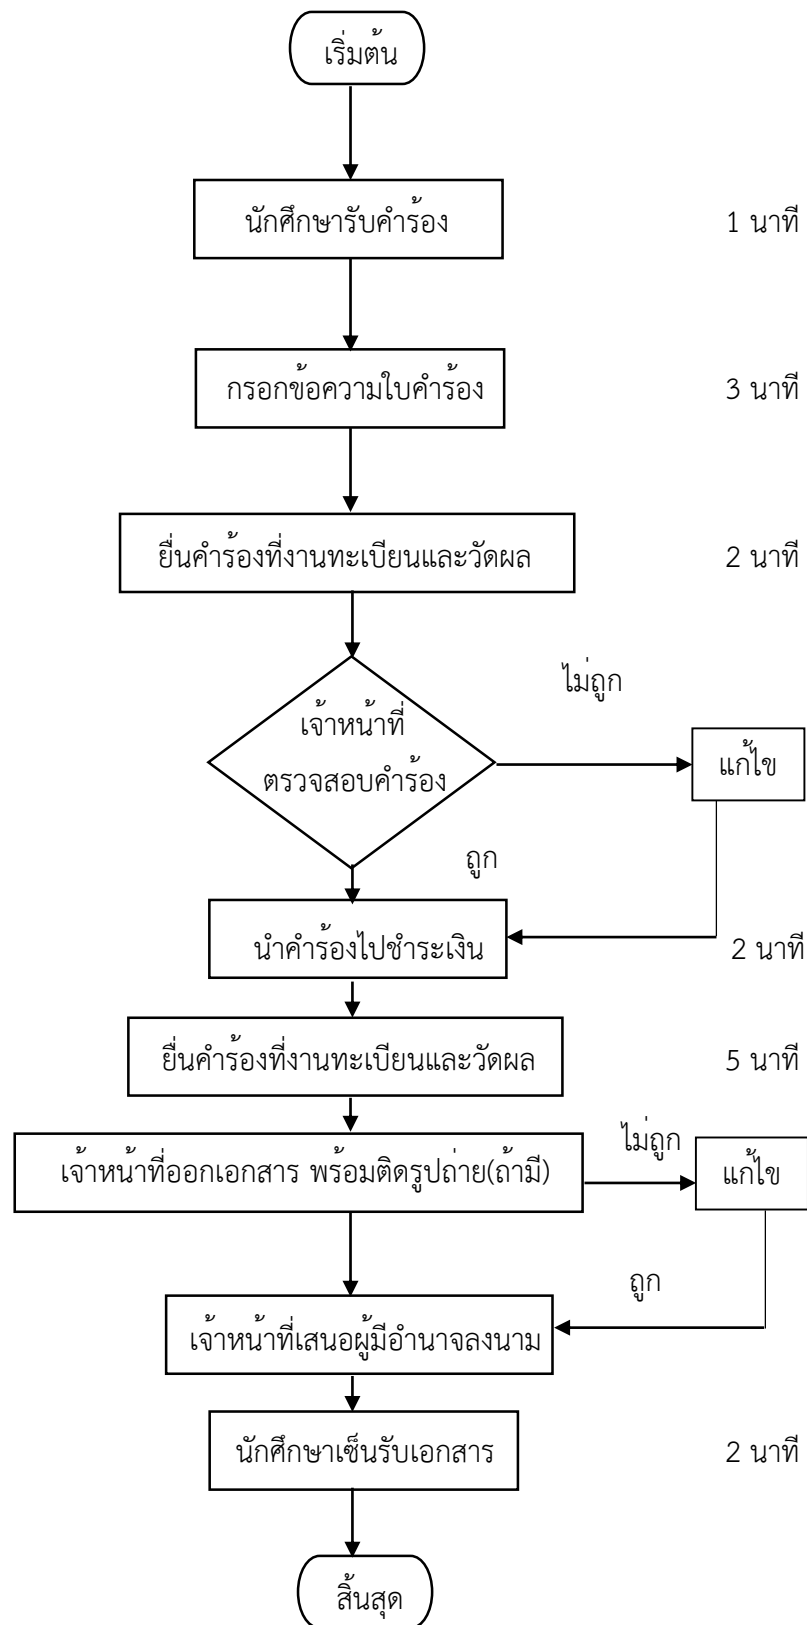 เริ่มต้น
นักศึกษารับคำร้อง 1 นาที
กรอกข้อความใบคำร้อง 3 นาที
ยื่นคำร้องที่งานทะเบียนและวัดผล 2 นาที
ไม่ถูก
เจ้าหน้าที่
ตรวจสอบคำร้อง
แก้ไข
ถูก
นำคำร้องไปชำระเงิน 2 นาที
ยื่นคำร้องที่งานทะเบียนและวัดผล 5 นาที
ไม่ถูก
เจ้าหน้าที่ออกเอกสาร พร้อมติดรูปถ่าย(ถ้ามี)
แก้ไข
ถูก
เจ้าหน้าที่เสนอผู้มีอำนาจลงนาม
นักศึกษาเซ็นรับเอกสาร 2 นาที
สิ้นสุด